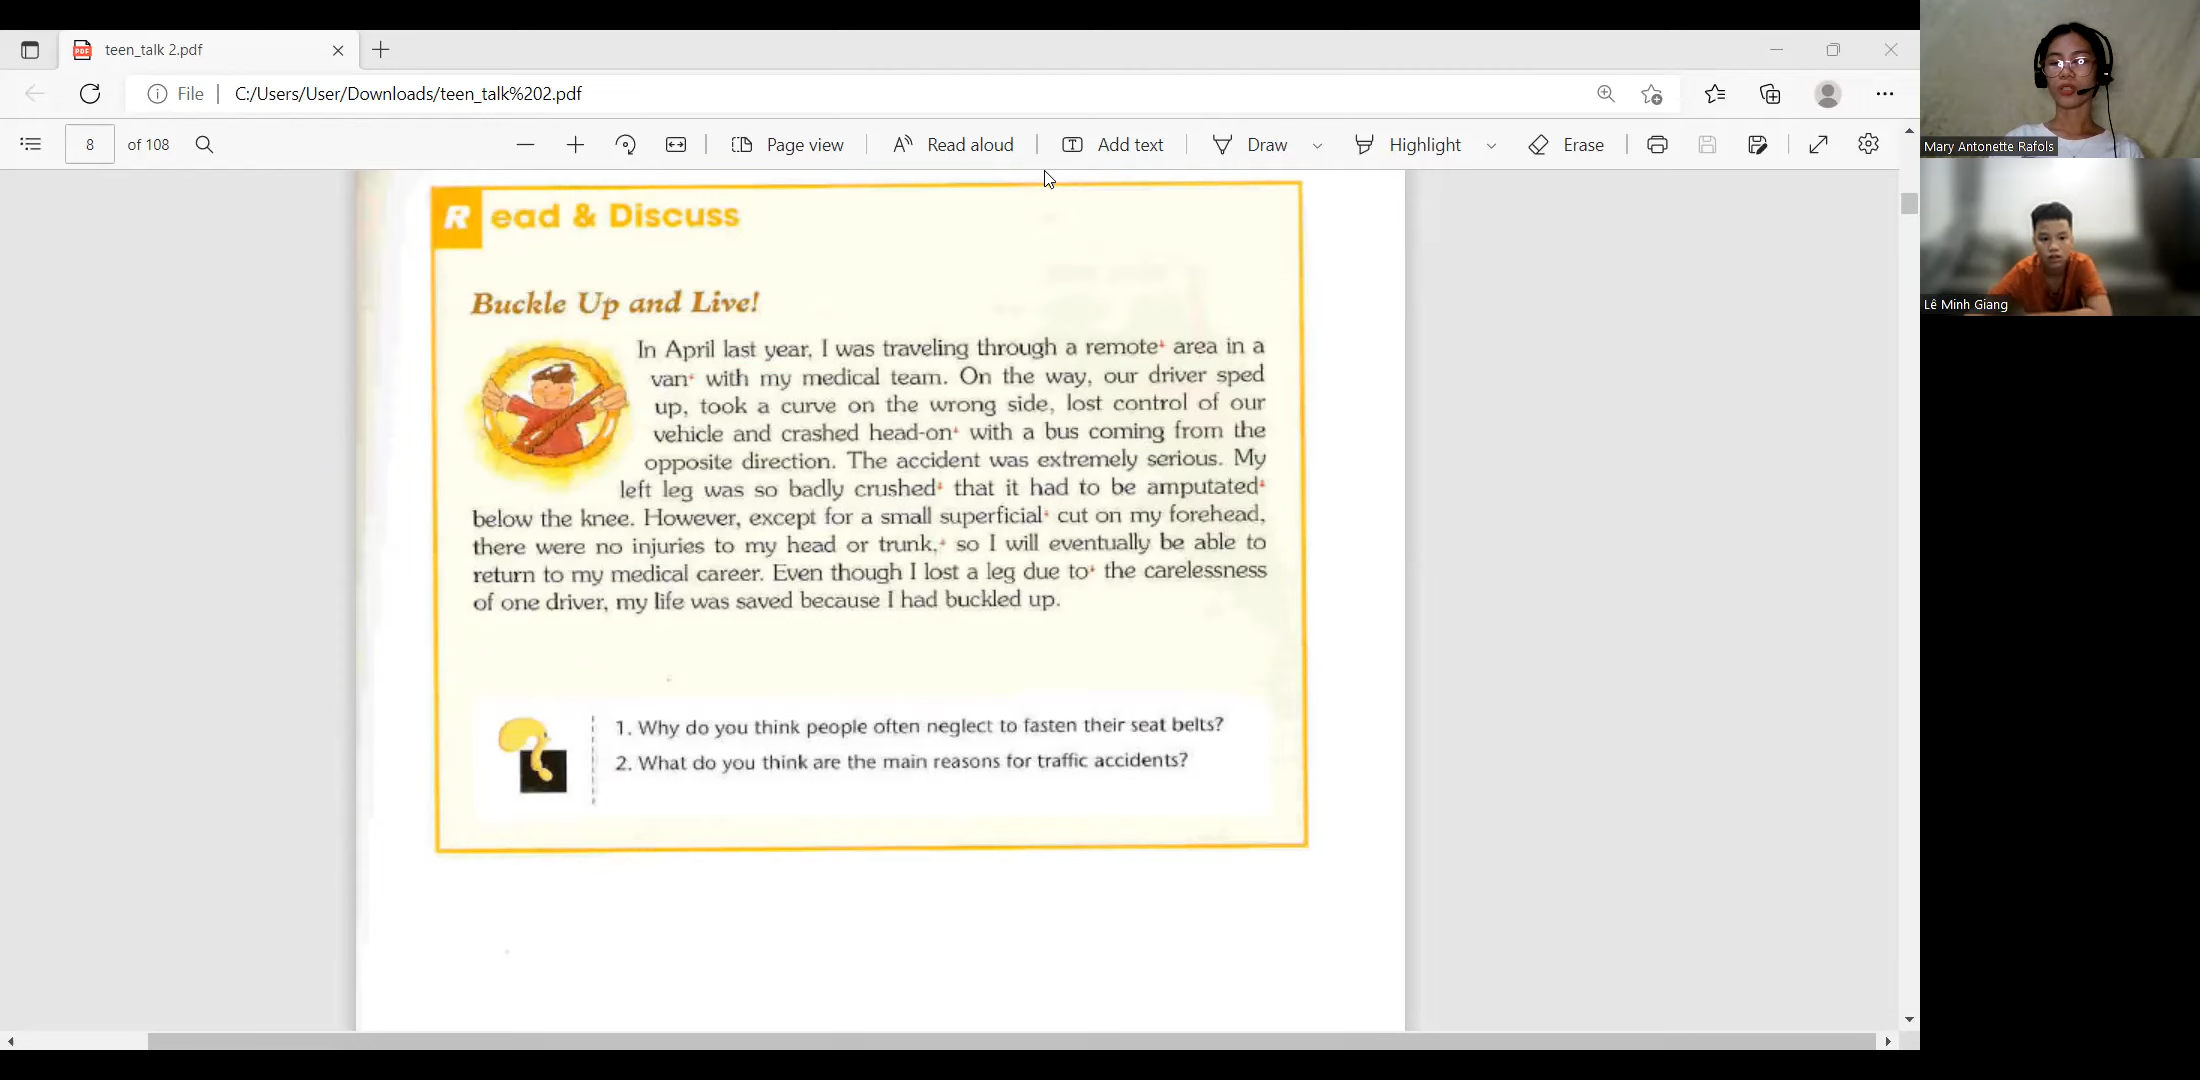 teen_talk 2.pdf
File
C:/Users/User/Downloads/teen_talk%202.pdf
8 of 108
Page view
Read aloud
Add text
Draw
Highlight
Erase
Mary Antonette Rafols
Lê Minh Giang
Read & Discuss
Buckle Up and Live!
In April last year, I was traveling through a remote+ area in a
van+ with my medical team. On the way, our driver sped
up, took a curve on the wrong side, lost control of our
vehicle and crashed head-on+ with a bus coming from the
opposite direction. The accident was extremely serious. My
left leg was so badly crushed+ that it had to be amputated+
below the knee. However, except for a small superficial+ cut on my forehead,
there were no injuries to my head or trunk,+ so I will eventually be able to
return to my medical career. Even though I lost a leg due to+ the carelessness
of one driver, my life was saved because I had buckled up.
1. Why do you think people often neglect to fasten their seat belts?
2. What do you think are the main reasons for traffic accidents?